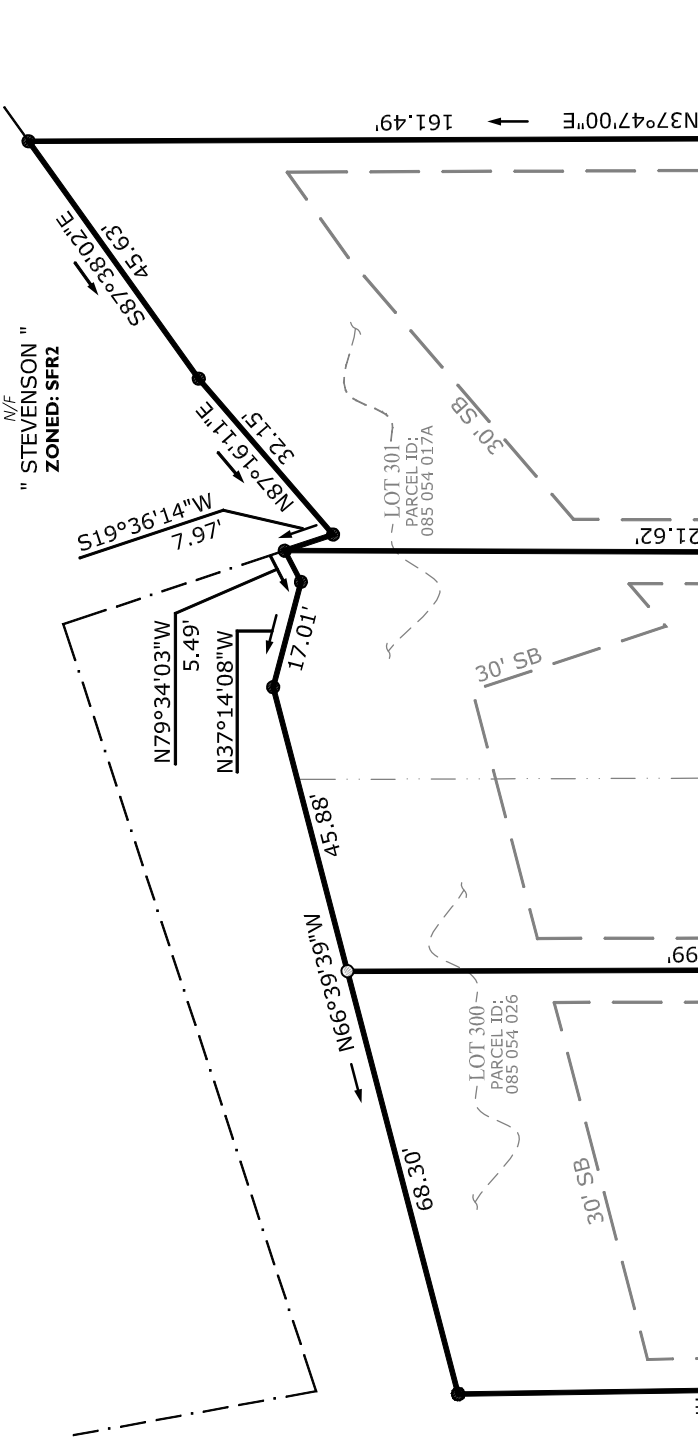 N37°47'00"E
161.49'
S87°38'02"E
45.63'
N/F
" STEVENSON "
ZONED: SFR2
N87°16'11"E
32.15'
30' SB
LOT 301
PARCEL ID:
085 054 017A
S19°36'14"W
7.97'
21.62'
N79°34'03"W
5.49'
N37°14'08"W
17.01'
30' SB
45.88'
N66°39'39"W
99'
LOT 300
PARCEL ID:
085 054 026
68.30'
30' SB